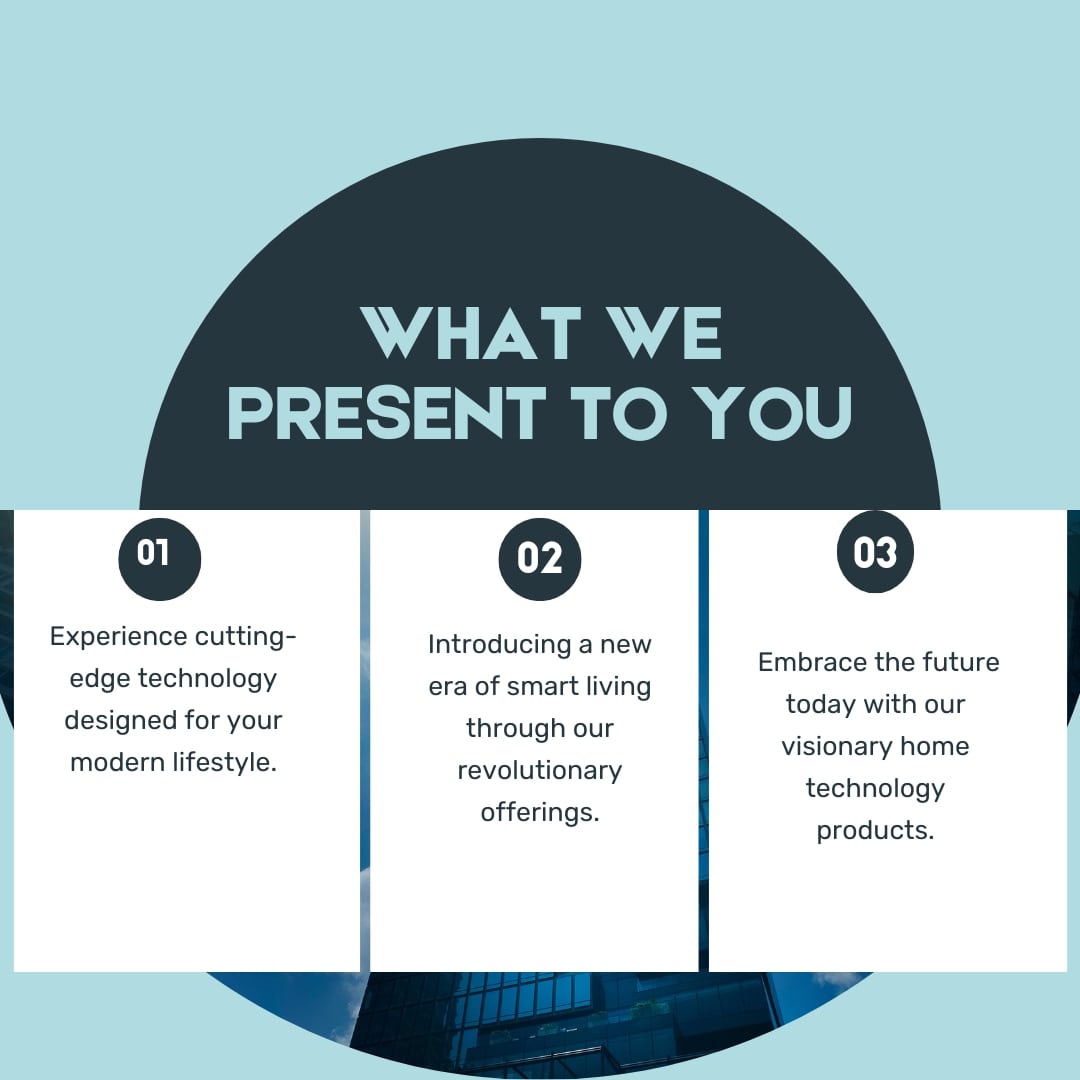 WHAT WE
PRESENT TO YOU
01
Experience cutting-
edge technology
designed for your
modern lifestyle.
02
Introducing a new
era of smart living
through our
revolutionary
offerings.
03
Embrace the future
today with our
visionary home
technology
products.